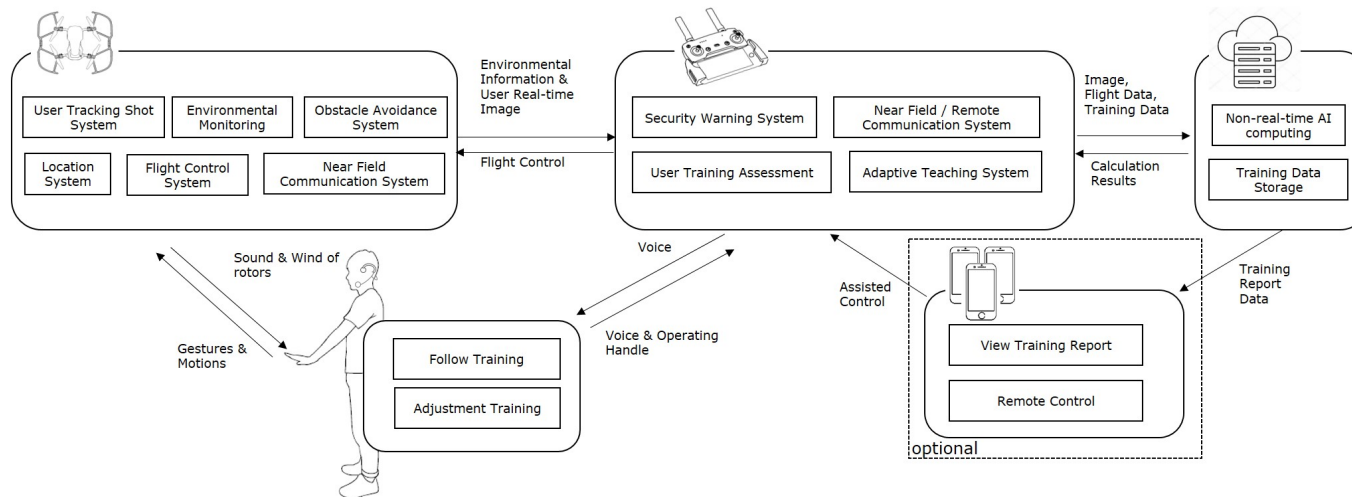 User Tracking Shot
System
Environmental
Monitoring
Obstacle Avoidance
System
Location
System
Flight Control
System
Near Field
Communication System
Environmental
Information &
User Real-time
Image
Flight Control
Security Warning System
Near Field / Remote
Communication System
User Training Assessment
Adaptive Teaching System
Image,
Flight Data,
Training Data
Calculation
Results
Non-real-time AI
computing
Training Data
Storage
Sound & Wind of
rotors
Gestures &
Motions
Voice
Voice & Operating
Handle
Follow Training
Adjustment Training
Assisted
Control
Training
Report
Data
View Training Report
Remote Control
optional